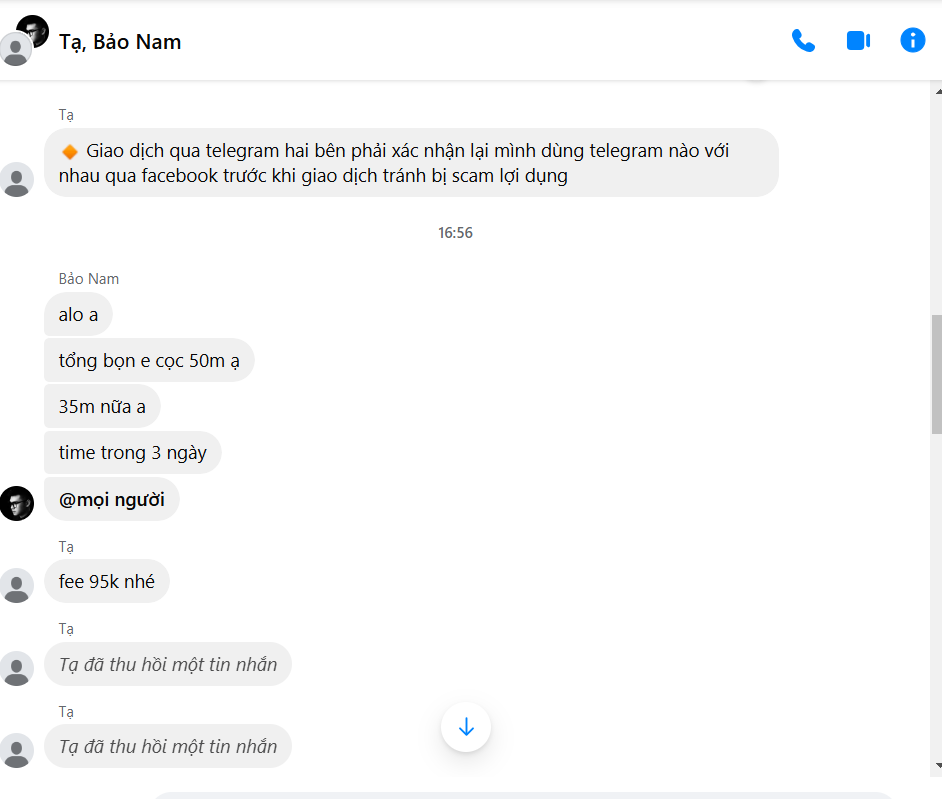 Tạ, Bảo Nam
Tạ
🔶 Giao dịch qua telegram hai bên phải xác nhận lại mình dùng telegram nào với
nhau qua facebook trước khi giao dịch tránh bị scam lợi dụng
16:56
Bảo Nam
alo a
tổng bọn e cọc 50m ạ
35m nữa a
time trong 3 ngày
@mọi người
Tạ
fee 95k nhé
Tạ
Tạ đã thu hồi một tin nhắn
Tạ
Tạ đã thu hồi một tin nhắn